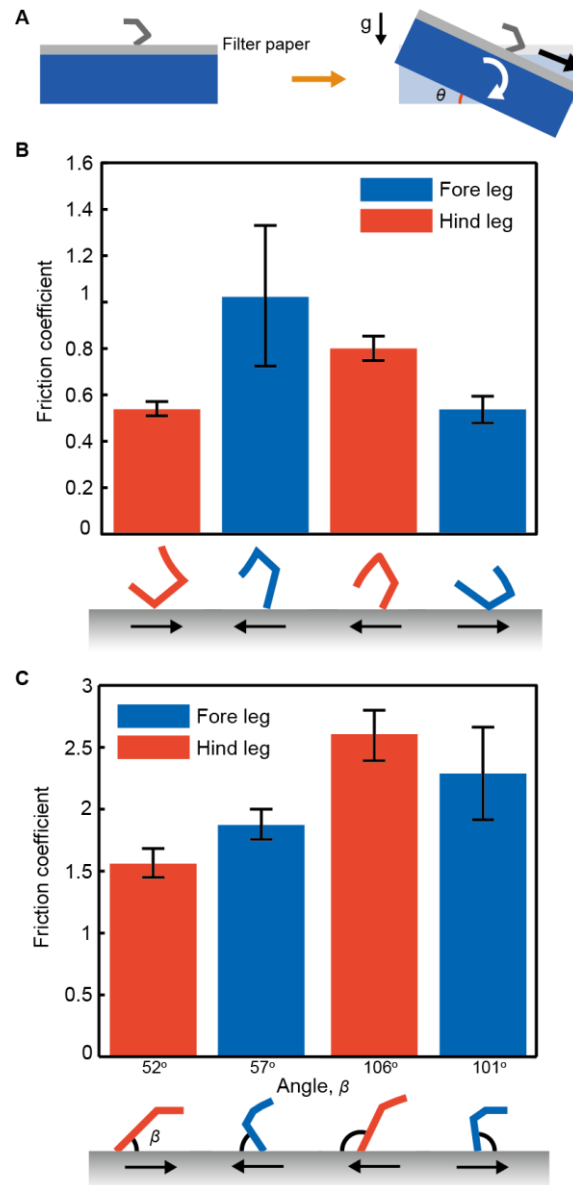 A
Filter paper
g
θ
B
1.6
1.4
1.2
1
0.8
0.6
0.4
0.2
0
Friction coefficient
Fore leg
Hind leg
C
3
2.5
2
1.5
1
0.5
0
Friction coefficient
Fore leg
Hind leg
52° 57° 106° 101°
Angle, β
β